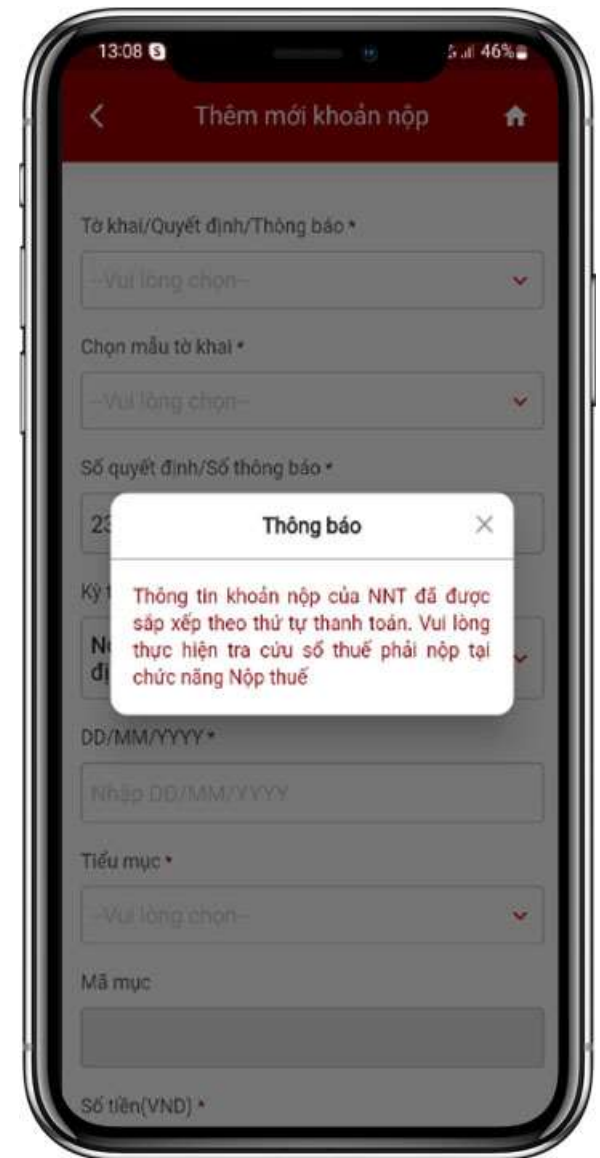 13:08
46%
Thêm mới khoản nộp
Tờ khai/Quyết định/Thông báo *
--Vui lòng chọn--
Chọn mẫu tờ khai *
--Vui lòng chọn--
Số quyết định/Số thông báo *
23
Thông báo
Kỳ t
Thông tin khoản nộp của NNT đã được
sắp xếp theo thứ tự thanh toán. Vui lòng
thực hiện tra cứu số thuế phải nộp tại
chức năng Nộp thuế
DD/MM/YYYY *
Nhập DD/MM/YYYY
Tiểu mục *
--Vui lòng chọn--
Mã mục
Số tiền(VND) *